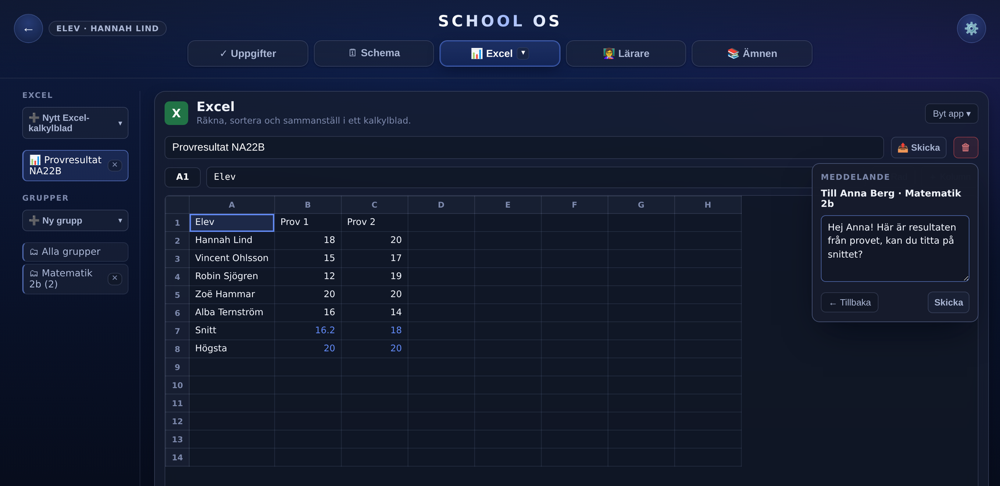 ←
ELEV · HANNAH LIND
SCHOOL OS
✓ Uppgifter
Schema
Excel ▼
Lärare
Ämnen
EXCEL
➕ Nytt Excel-
kalkylblad ▾
Provresultat
NA22B ✕
GRUPPER
➕ Ny grupp ▾
Alla grupper
Matematik
2b (2) ✕
X
Excel
Räkna, sortera och sammanställ i ett kalkylblad.
Byt app ▾
Provresultat NA22B
Skicka
A1
Elev
A B C D E F G H
1 Elev Prov 1 Prov 2
2 Hannah Lind 18 20
3 Vincent Ohlsson 15 17
4 Robin Sjögren 12 19
5 Zoë Hammar 20 20
6 Alba Ternström 16 14
7 Snitt 16.2 18
8 Högsta 20 20
9
10
11
12
13
14
MEDDELANDE
Till Anna Berg · Matematik
2b
Hej Anna! Här är resultaten
från provet, kan du titta på
snittet?
← Tillbaka
Skicka